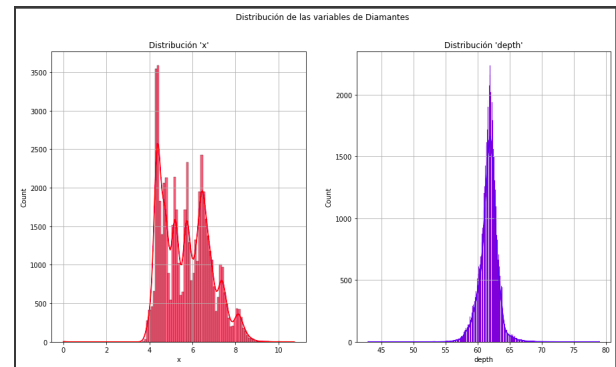 Distribución de las variables de Diamantes
Distribución 'x'
Count
3500
3000
2500
2000
1500
1000
500
0
0 2 4 6 8 10
x
Distribución 'depth'
Count
2000
1500
1000
500
0
45 50 55 60 65 70 75 80
depth